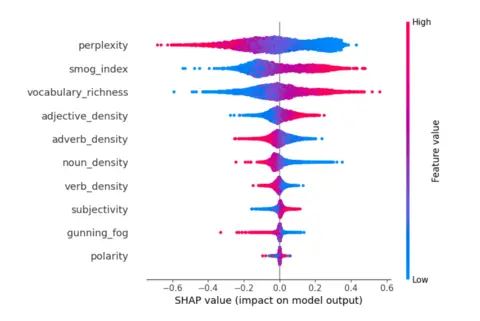 High
perplexity
smog_index
vocabulary_richness
adjective_density
adverb_density
noun_density
verb_density
subjectivity
gunning_fog
polarity
Feature value
Low
−0.6 −0.4 −0.2 0.0 0.2 0.4 0.6
SHAP value (impact on model output)